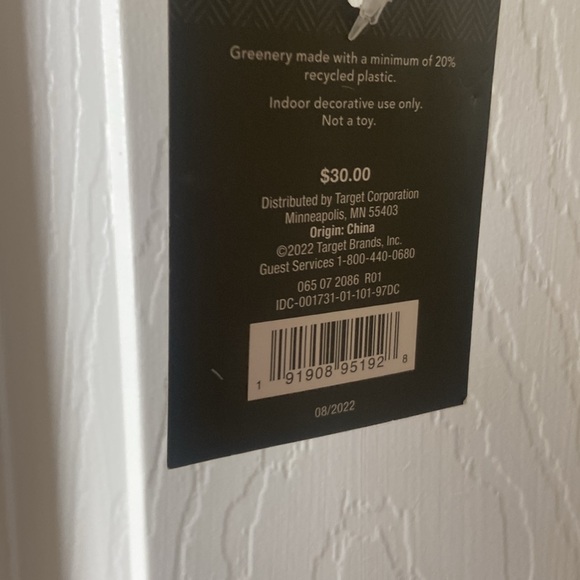 Greenery made with a minimum of 20%
recycled plastic.
Indoor decorative use only.
Not a toy.
$30.00
Distributed by Target Corporation
Minneapolis, MN 55403
Origin: China
©2022 Target Brands, Inc.
Guest Services 1-800-440-0680
065 07 2086 R01
IDC-001731-01-101-97DC
1 91908 95192 8
08/2022